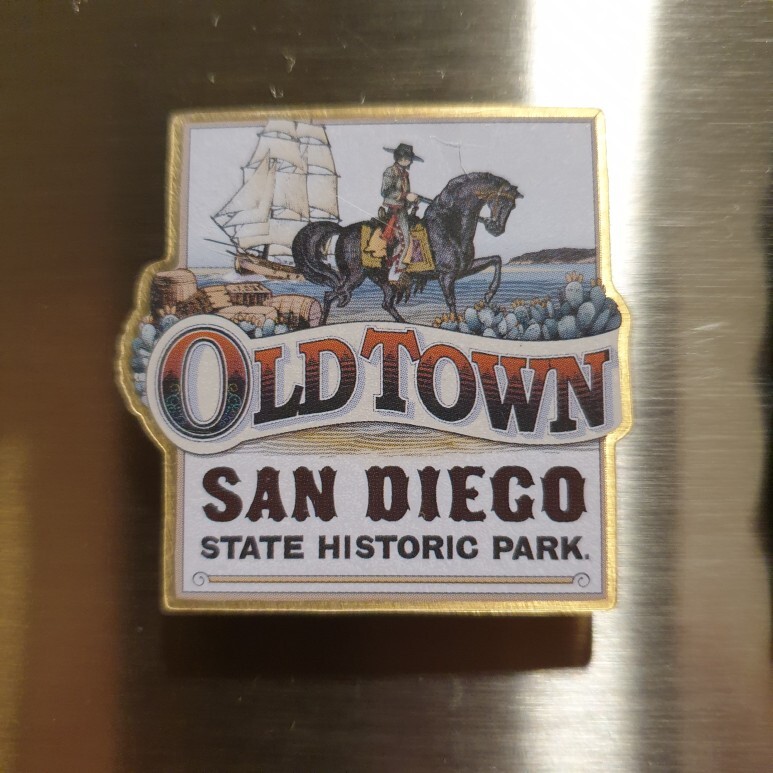 OLD TOWN
SAN DIEGO
STATE HISTORIC PARK.